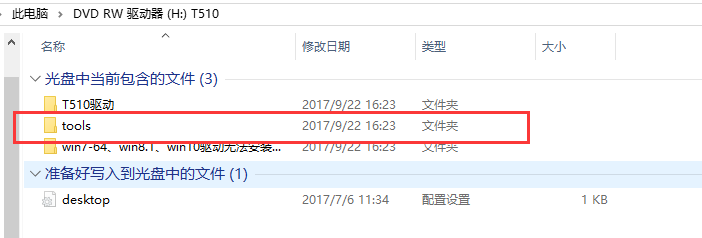 此电脑 › DVD RW 驱动器 (H:) T510
名称 修改日期 类型 大小
光盘中当前包含的文件 (3)
T510驱动 2017/9/22 16:23 文件夹
tools 2017/9/22 16:23 文件夹
win7-64、win8.1、win10驱动无法安装... 2017/9/22 16:23 文件夹
准备好写入到光盘中的文件 (1)
desktop 2017/7/6 11:34 配置设置 1 KB